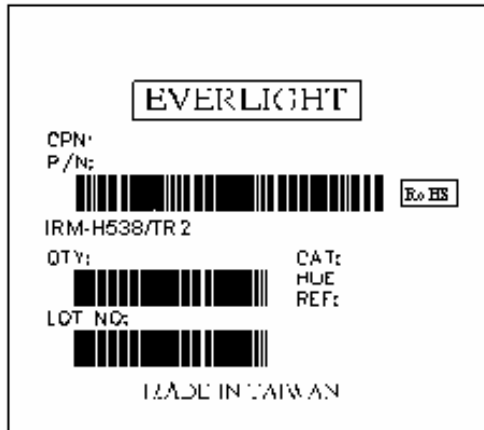 EVERLIGHT
CPN:
P/N:
RoHS
IRM-H538/TR2
QTY:
CAT:
HUE
REF:
LOT NO:
MADE IN TAIWAN